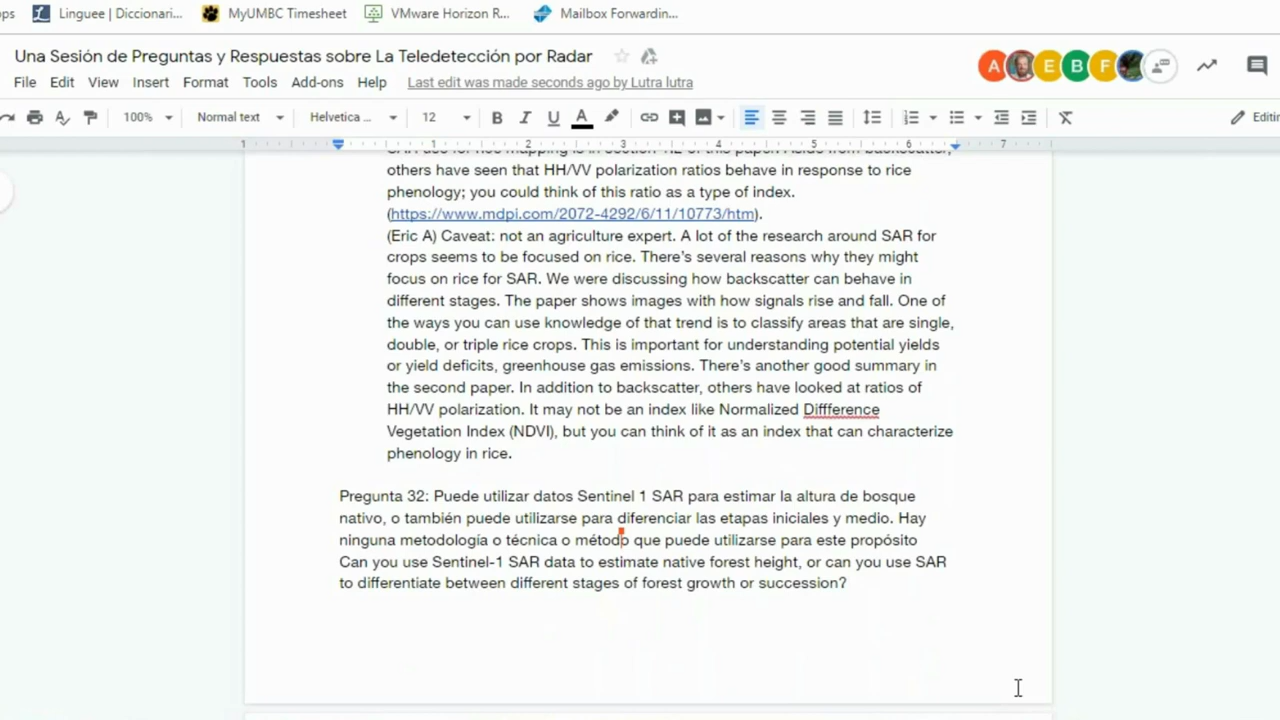 ps Linguee | Diccionari... MyUMBC Timesheet VMware Horizon R... Mailbox Forwardin...
Una Sesión de Preguntas y Respuestas sobre La Teledetección por Radar
A E B F
File Edit View Insert Format Tools Add-ons Help Last edit was made seconds ago by Lutra lutra
100% Normal text Helvetica ... 12 B I U A Editin
1 1 2 3 4 5 6 7
others have seen that HH/VV polarization ratios behave in response to rice
phenology; you could think of this ratio as a type of index.
(https://www.mdpi.com/2072-4292/6/11/10773/htm).
(Eric A) Caveat: not an agriculture expert. A lot of the research around SAR for
crops seems to be focused on rice. There's several reasons why they might
focus on rice for SAR. We were discussing how backscatter can behave in
different stages. The paper shows images with how signals rise and fall. One of
the ways you can use knowledge of that trend is to classify areas that are single,
double, or triple rice crops. This is important for understanding potential yields
or yield deficits, greenhouse gas emissions. There's another good summary in
the second paper. In addition to backscatter, others have looked at ratios of
HH/VV polarization. It may not be an index like Normalized Diffference
Vegetation Index (NDVI), but you can think of it as an index that can characterize
phenology in rice.
Pregunta 32: Puede utilizar datos Sentinel 1 SAR para estimar la altura de bosque
nativo, o también puede utilizarse para diferenciar las etapas iniciales y medio. Hay
ninguna metodología o técnica o método que puede utilizarse para este propósito
Can you use Sentinel-1 SAR data to estimate native forest height, or can you use SAR
to differentiate between different stages of forest growth or succession?